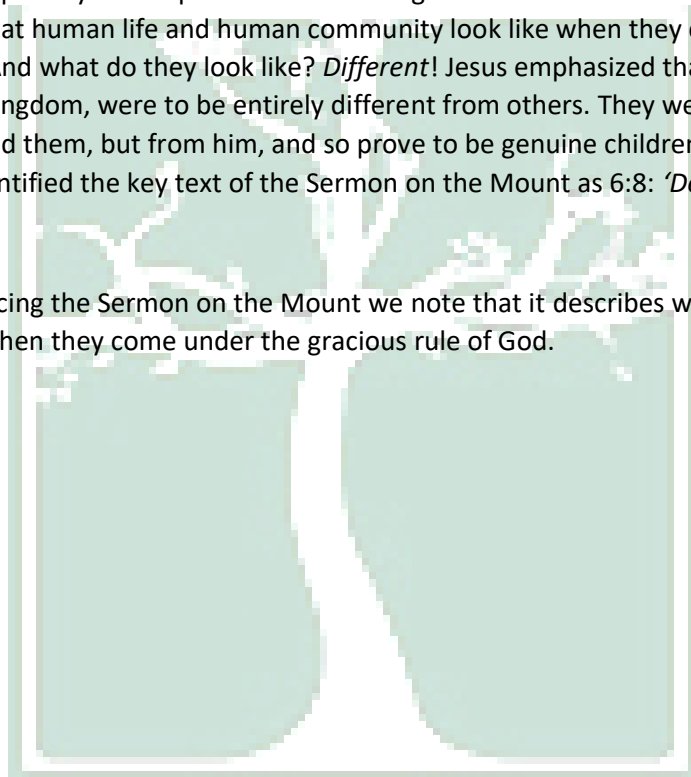 at human life and human community look like when they
nd what do they look like? Different! Jesus emphasized tha
ngdom, were to be entirely different from others. They we
d them, but from him, and so prove to be genuine children
ntified the key text of the Sermon on the Mount as 6:8: ‘Do
cing the Sermon on the Mount we note that it describes w
hen they come under the gracious rule of God.